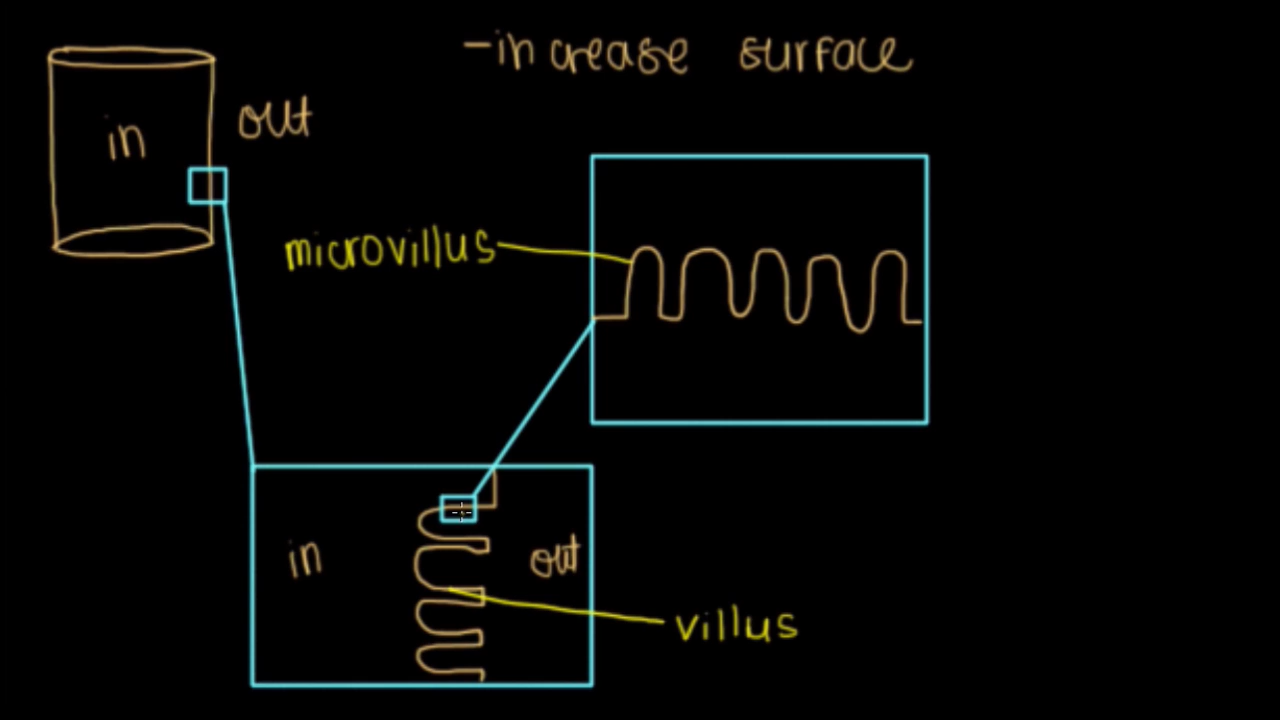 -increase surface
in
out
microvillus
in
out
villus